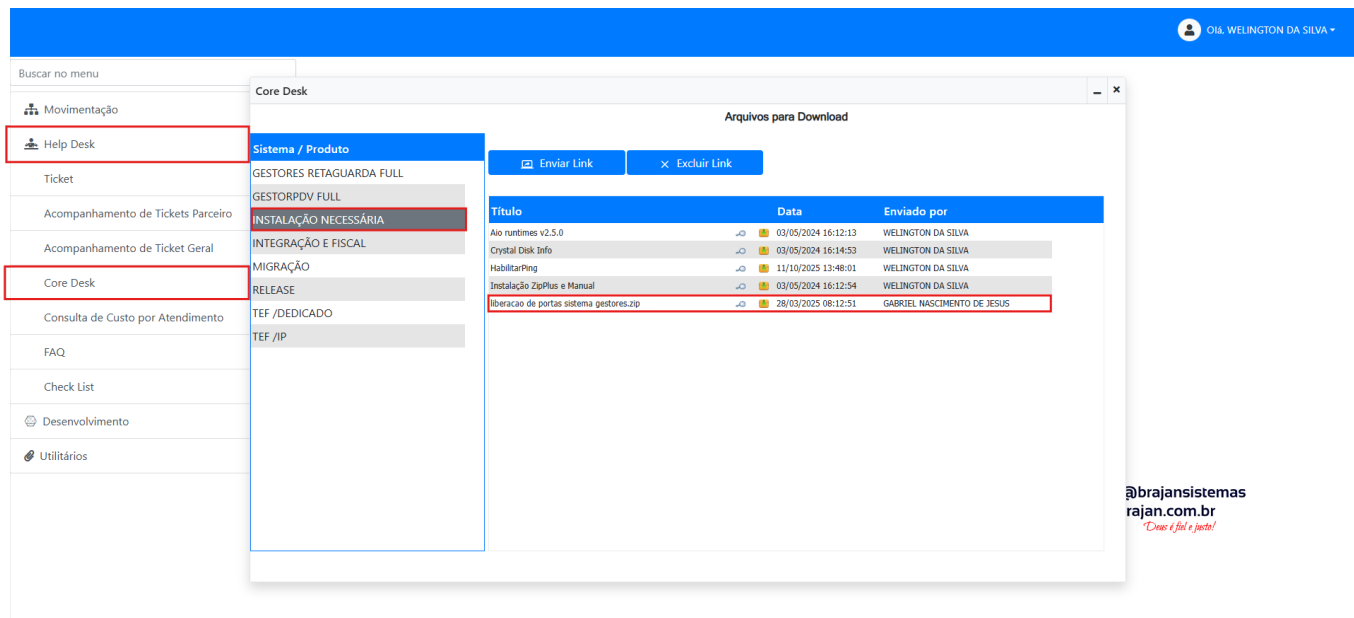 Olá, WELINGTON DA SILVA
Buscar no menu
Movimentação
Help Desk
Ticket
Acompanhamento de Tickets Parceiro
Acompanhamento de Ticket Geral
Core Desk
Consulta de Custo por Atendimento
FAQ
Check List
Desenvolvimento
Utilitários
Core Desk
Arquivos para Download
Sistema / Produto
GESTORES RETAGUARDA FULL
GESTORPDV FULL
INSTALAÇÃO NECESSÁRIA
INTEGRAÇÃO E FISCAL
MIGRAÇÃO
RELEASE
TEF /DEDICADO
TEF /IP
Enviar Link Excluir Link
Título Data Enviado por
Aio runtimes v2.5.0 03/05/2024 16:12:13 WELINGTON DA SILVA
Crystal Disk Info 03/05/2024 16:14:53 WELINGTON DA SILVA
HabilitarPing 11/10/2025 13:48:01 WELINGTON DA SILVA
Instalação ZipPlus e Manual 03/05/2024 16:12:54 WELINGTON DA SILVA
liberacao de portas sistema gestores.zip 28/03/2025 08:12:51 GABRIEL NASCIMENTO DE JESUS
@brajansistemas
rajan.com.br
Deus é fiel e justo!